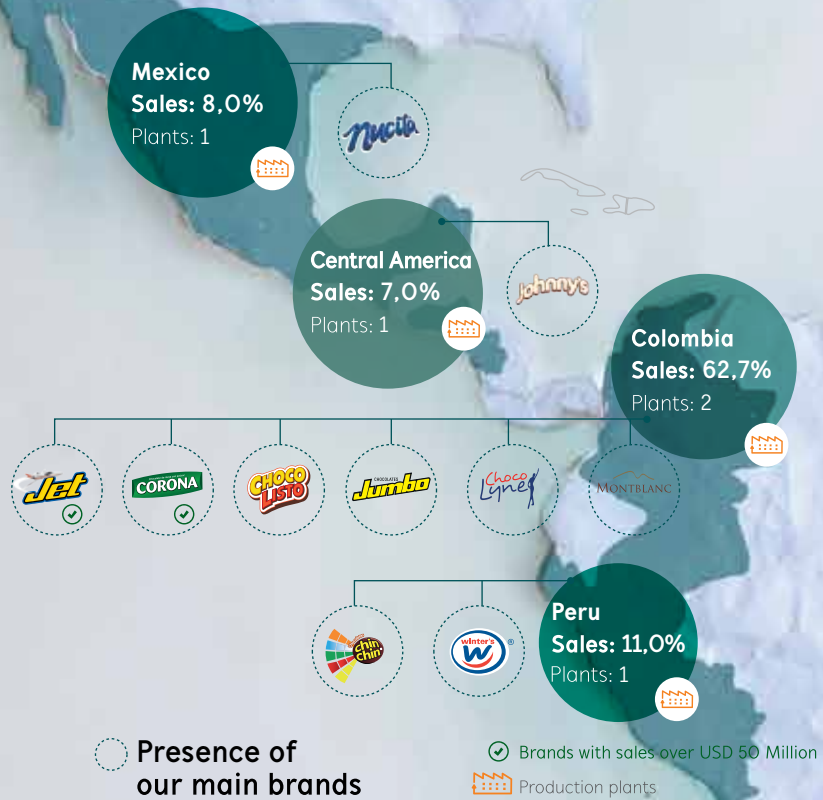 Mexico
Sales: 8,0%
Plants: 1
Nucita
Central America
Sales: 7,0%
Plants: 1
Johnny's
Colombia
Sales: 62,7%
Plants: 2
Jet
CORONA
CHOCO
LISTO
CHOCOLATES
Jumbo
Choco
Lyne
MONTBLANC
Peru
Sales: 11,0%
Plants: 1
chin
chin
winter's
W
®
Presence of
our main brands
Brands with sales over USD 50 Million
Production plants